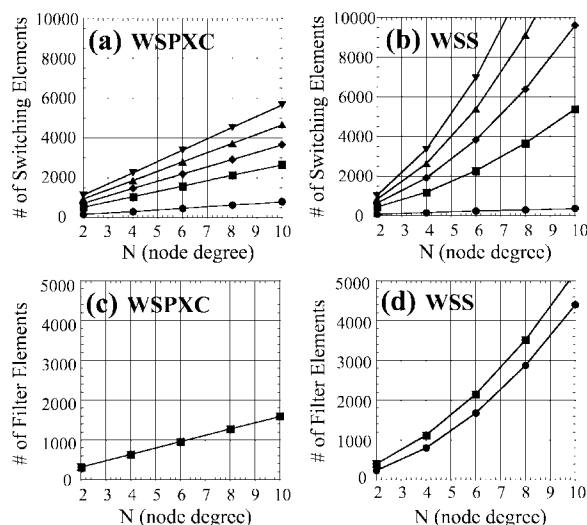 (a) WSPXC
# of Switching Elements
10000
8000
6000
4000
2000
0
2 3 4 5 6 7 8 9 10
N (node degree)
(b) WSS
# of Switching Elements
10000
8000
6000
4000
2000
0
2 3 4 5 6 7 8 9 10
N (node degree)
(c) WSPXC
# of Filter Elements
5000
4000
3000
2000
1000
0
2 3 4 5 6 7 8 9 10
N (node degree)
(d) WSS
# of Filter Elements
5000
4000
3000
2000
1000
0
2 3 4 5 6 7 8 9 10
N (node degree)